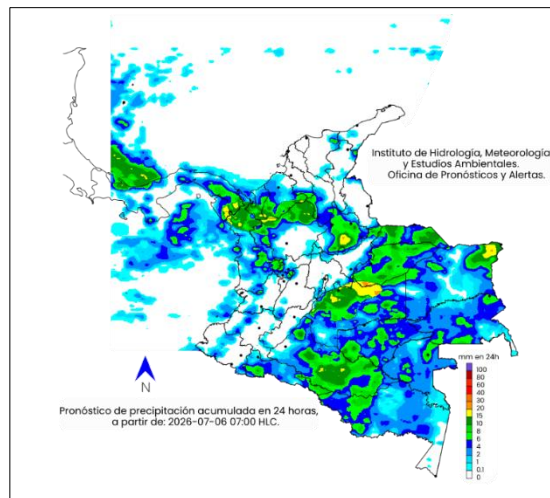 Instituto de Hidrología, Meteorología
y Estudios Ambientales.
Oficina de Pronósticos y Alertas.
mm en 24h
100
80
60
40
30
20
15
10
8
6
4
2
1
0.1
0
N
Pronóstico de precipitación acumulada en 24 horas,
a partir de: 2026-07-06 07:00 HLC.